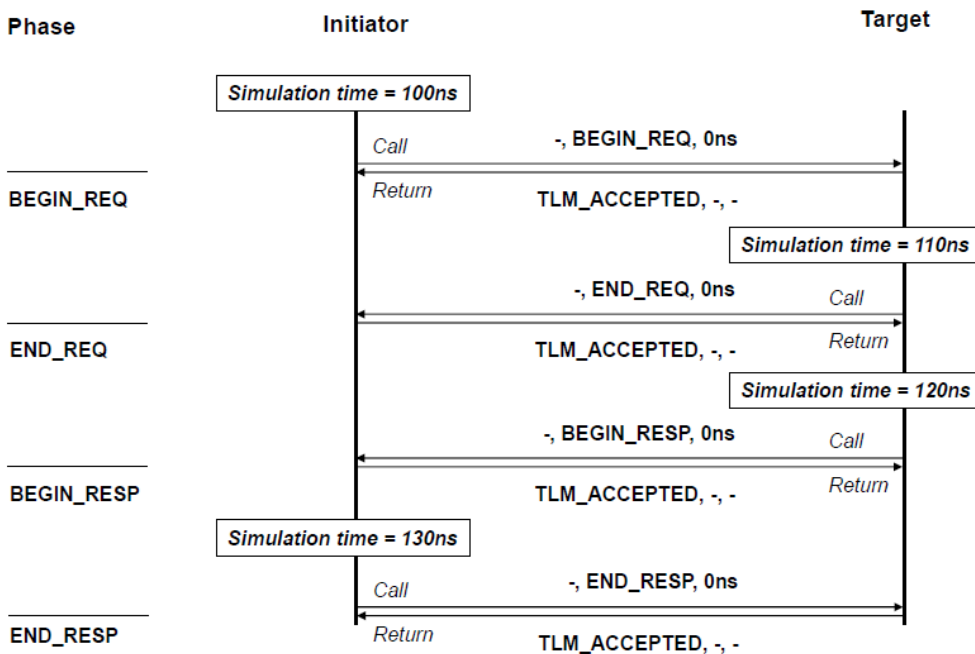 Phase Initiator Target
Simulation time = 100ns
-, BEGIN_REQ, 0ns
Call
BEGIN_REQ
Return
TLM_ACCEPTED, -, -
Simulation time = 110ns
-, END_REQ, 0ns
Call
END_REQ
TLM_ACCEPTED, -, -
Return
Simulation time = 120ns
-, BEGIN_RESP, 0ns
Call
BEGIN_RESP
TLM_ACCEPTED, -, -
Return
Simulation time = 130ns
-, END_RESP, 0ns
Call
END_RESP
Return
TLM_ACCEPTED, -, -